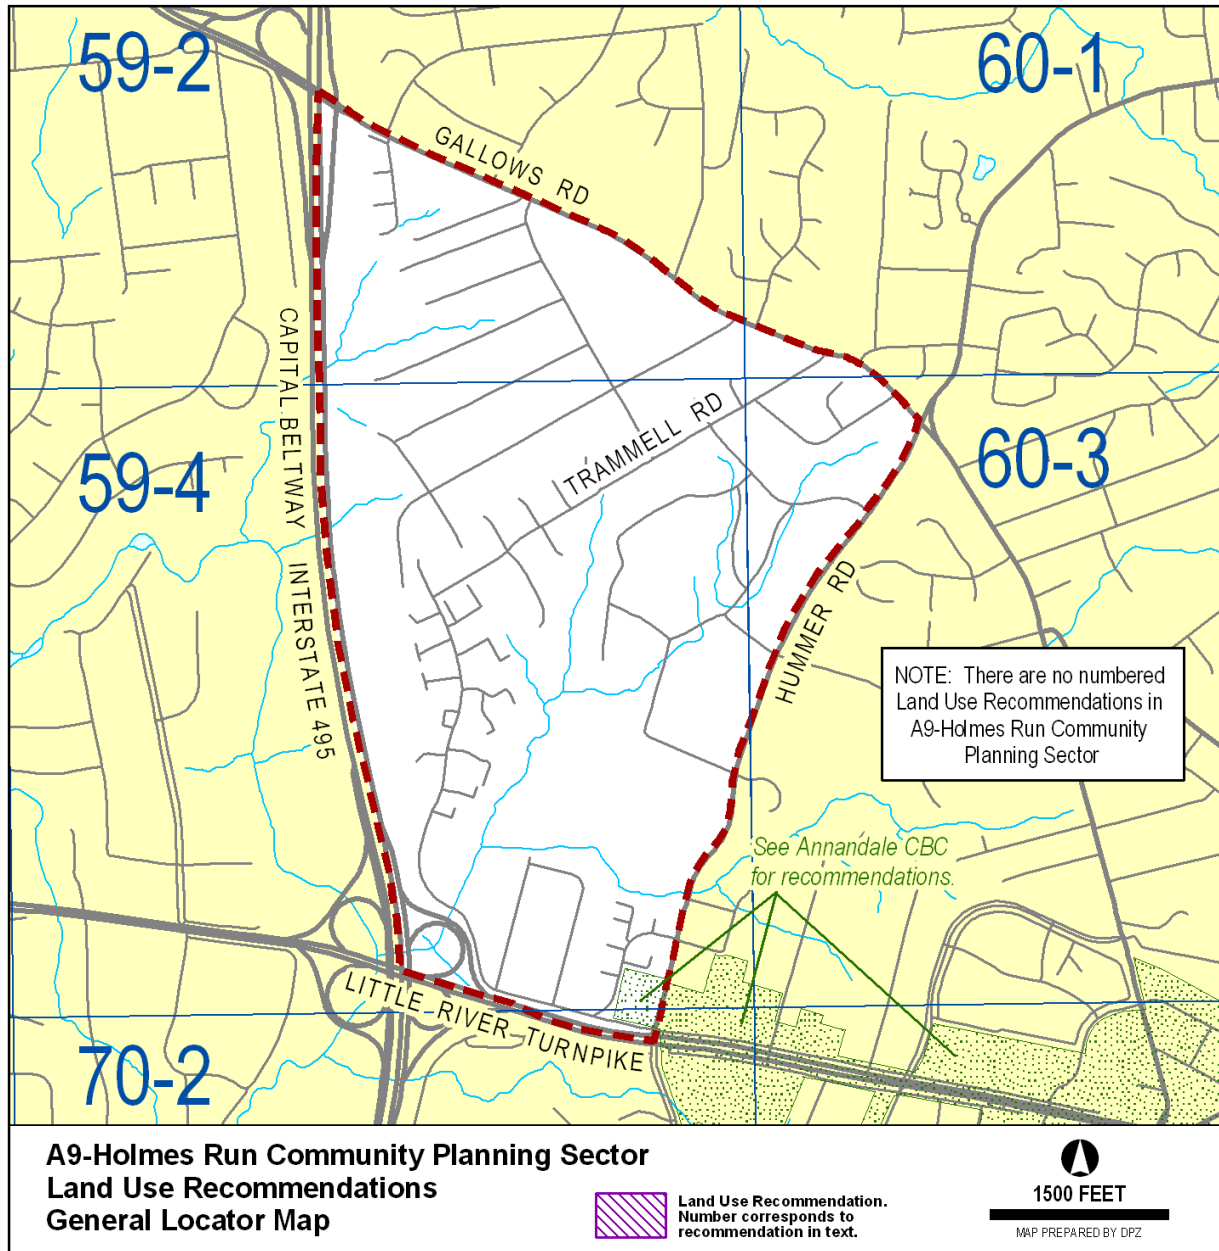 59-2
60-1
GALLOWS RD
CAPITAL BELTWAY INTERSTATE 495
TRAMMELL RD
59-4
60-3
HUMMER RD
NOTE: There are no numbered
Land Use Recommendations in
A9-Holmes Run Community
Planning Sector
See Annandale CBC
for recommendations.
LITTLE RIVER TURNPIKE
70-2
A9-Holmes Run Community Planning Sector
Land Use Recommendations
General Locator Map
Land Use Recommendation.
Number corresponds to
recommendation in text.
1500 FEET
MAP PREPARED BY DPZ